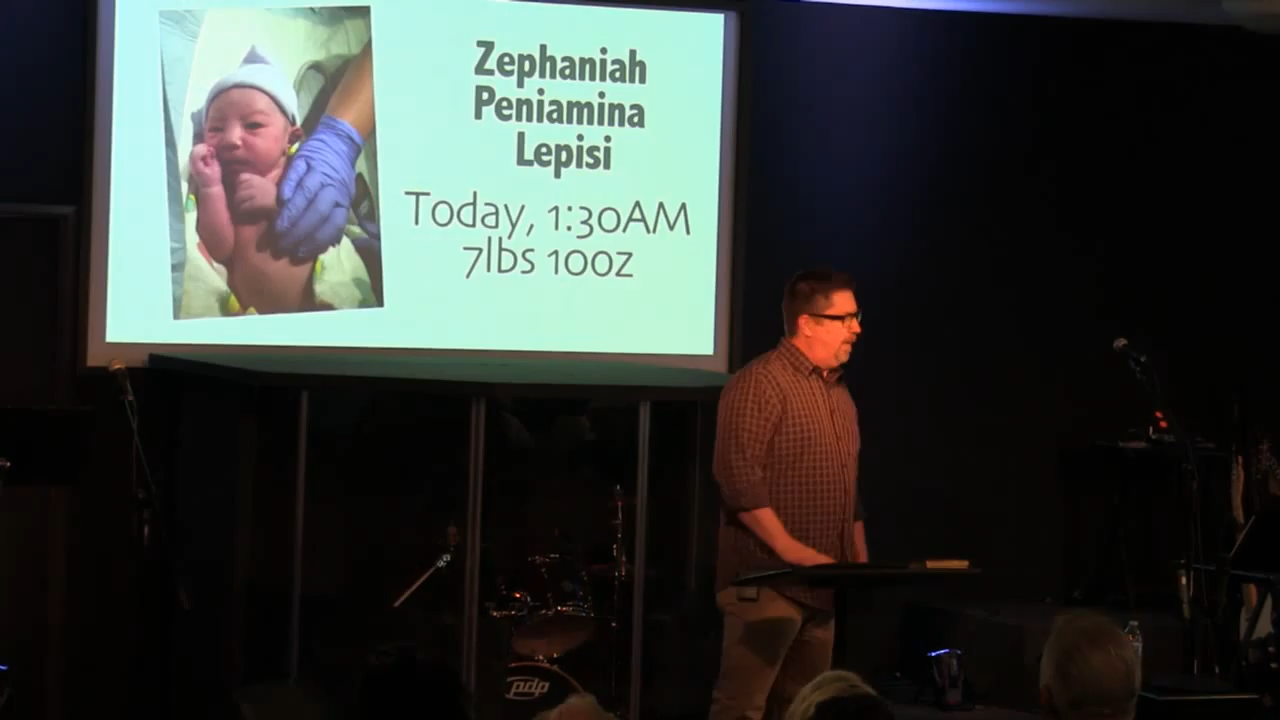 Zephaniah
Peniamina
Lepisi
Today, 1:30AM
7lbs 10oz
pdp